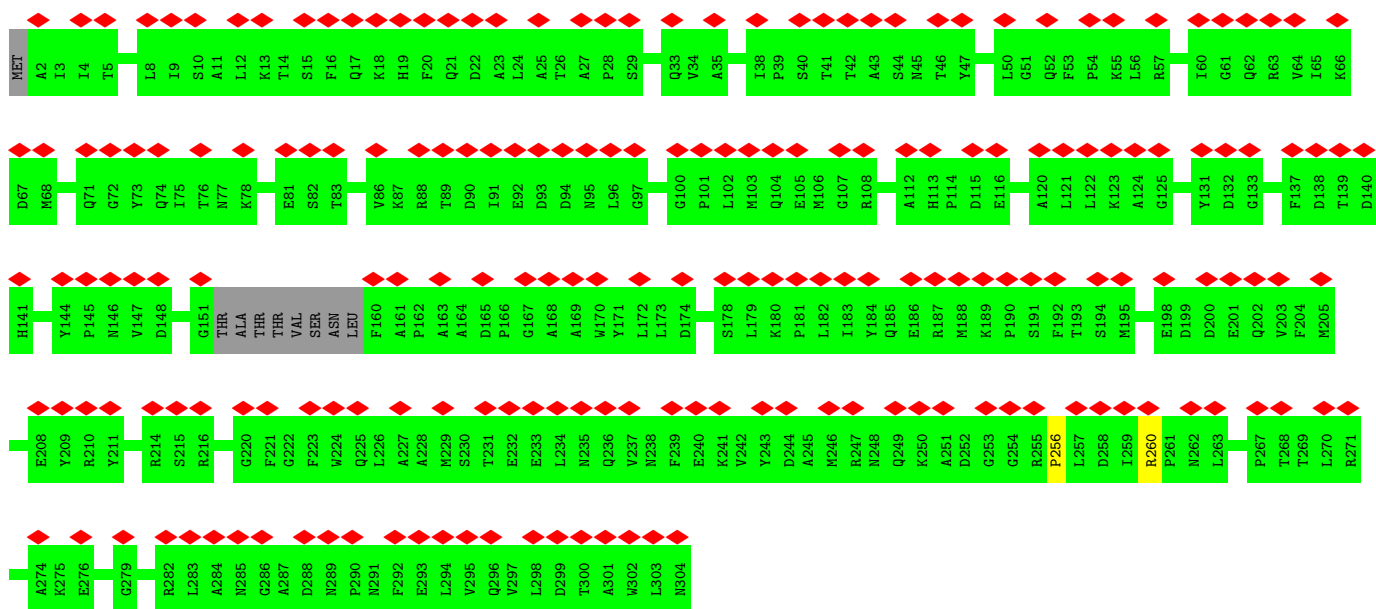 MET A2 I3 I4 T5 L8 I9 S10 A11 L12 K13 T14 S15 F16 Q17 K18 H19 F20 Q21 D22 A23 L24 A25 T26 A27 P28 S29 Q33 V34 A35 I38 P39 S40 T41 T42 A43 S44 N45 T46 Y47 L50 G51 Q52 F53 P54 K55 L56 R57 I60 G61 Q62 R63 V64 I65 K66
D67 M68 Q71 G72 Y73 Q74 I75 T76 N77 K78 E81 S82 T83 V86 K87 R88 T89 D90 I91 E92 D93 D94 N95 L96 G97 G100 P101 L102 M103 Q104 E105 M106 G107 R108 A112 H113 P114 D115 E116 A120 L121 L122 K123 A124 G125 Y131 D132 G133 F137 D138 T139 D140
H141 Y144 P145 N146 V147 D148 G151 THR ALA THR THR VAL SER ASN LEU F160 A161 P162 A163 A164 D165 P166 G167 A168 A169 W170 Y171 L172 L173 D174 S178 L179 K180 P181 L182 I183 Y184 Q185 E186 R187 M188 K189 P190 S191 F192 T193 S194 M195 E198 D199 D200 E201 Q202 V203 F204 M205
E208 Y209 R210 Y211 R214 S215 R216 G220 F221 G222 F223 W224 Q225 L226 A227 A228 M229 S230 T231 E232 E233 L234 N235 Q236 V237 N238 F239 E240 K241 V242 Y243 D244 A245 M246 R247 N248 Q249 K250 A251 D252 G253 G254 R255 P256 L257 D258 I259 R260 P261 N262 L263 P267 T268 T269 L270 R271
A274 K275 E276 G279 R282 L283 A284 N285 G286 A287 D288 N289 P290 N291 F292 E293 L294 V295 Q296 V297 L298 D299 T300 A301 W302 L303 N304